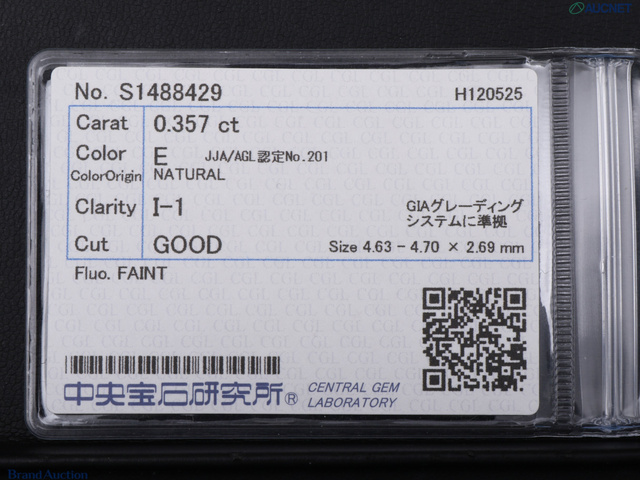 AUCNET
No. S1488429
H120525
Carat 0.357 ct
Color E JJA/AGL認定No.201
ColorOrigin NATURAL
Clarity I-1 GIAグレーディング
システムに準拠
Cut GOOD Size 4.63 - 4.70 × 2.69 mm
Fluo. FAINT
中央宝石研究所® CENTRAL GEM
LABORATORY
Brand Auction